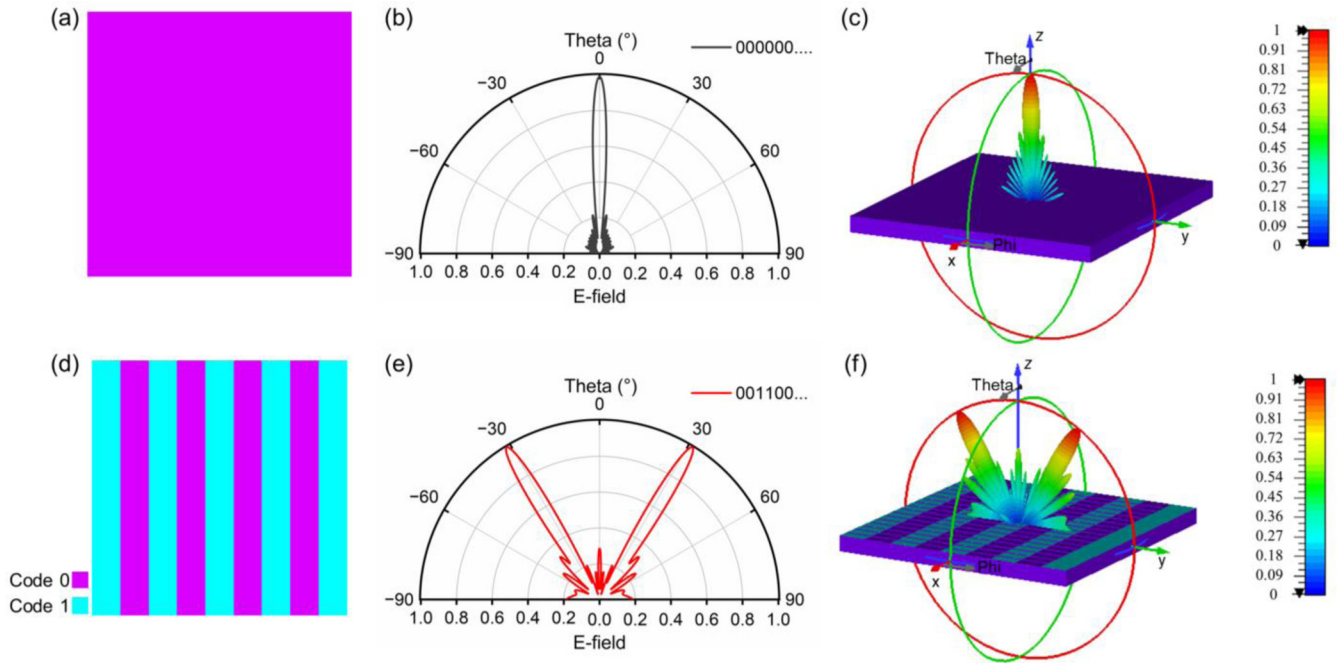 (a)
(b)
Theta (°)
000000....
0
−30
30
−60
60
−90
90
1.0 0.8 0.6 0.4 0.2 0.0 0.2 0.4 0.6 0.8 1.0
E-field
(c)
z
Theta
Phi
x
y
1
0.91
0.81
0.72
0.63
0.54
0.45
0.36
0.27
0.18
0.09
0
(d)
Code 0
Code 1
(e)
Theta (°)
001100...
0
−30
30
−60
60
−90
90
1.0 0.8 0.6 0.4 0.2 0.0 0.2 0.4 0.6 0.8 1.0
E-field
(f)
z
Theta
Phi
x
y
1
0.91
0.81
0.72
0.63
0.54
0.45
0.36
0.27
0.18
0.09
0